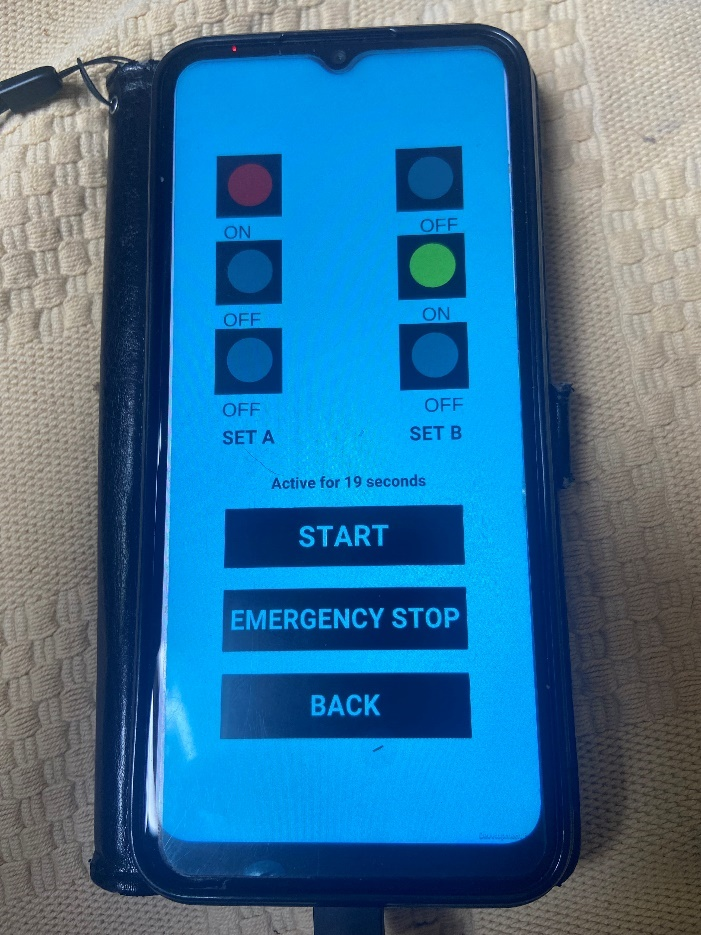 ON
OFF
OFF
ON
OFF
OFF
SET A
SET B
Active for 19 seconds
START
EMERGENCY STOP
BACK